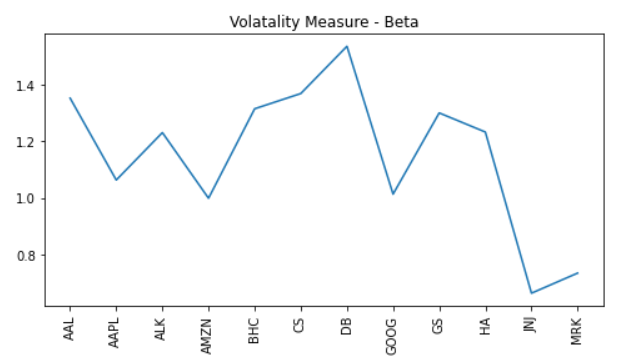 Volatality Measure - Beta
1.4
1.2
1.0
0.8
AAL
AAPL
ALK
AMZN
BHC
CS
DB
GOOG
GS
HA
JNJ
MRK